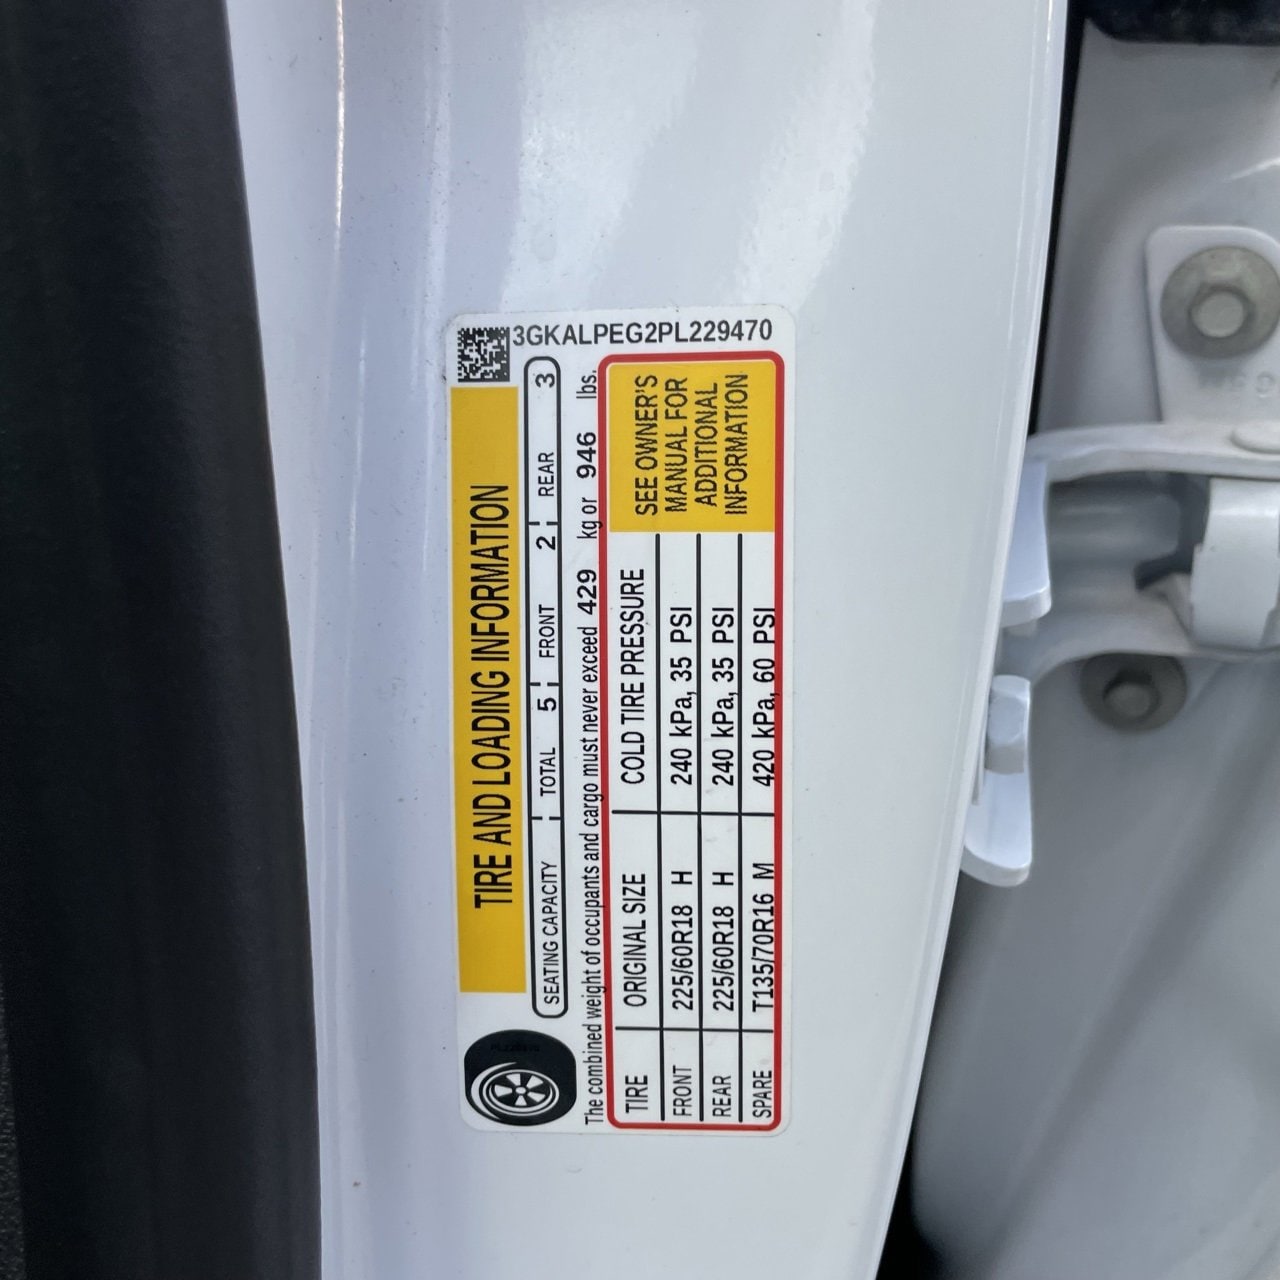 3GKALPEG2PL229470
TIRE AND LOADING INFORMATION
SEATING CAPACITY TOTAL 5 FRONT 2 REAR 3
The combined weight of occupants and cargo must never exceed 429 kg or 946 lbs.
TIRE ORIGINAL SIZE COLD TIRE PRESSURE
FRONT 225/60R18 H 240 kPa, 35 PSI
REAR 225/60R18 H 240 kPa, 35 PSI
SPARE T135/70R16 M 420 kPa, 60 PSI
SEE OWNER'S
MANUAL FOR
ADDITIONAL
INFORMATION